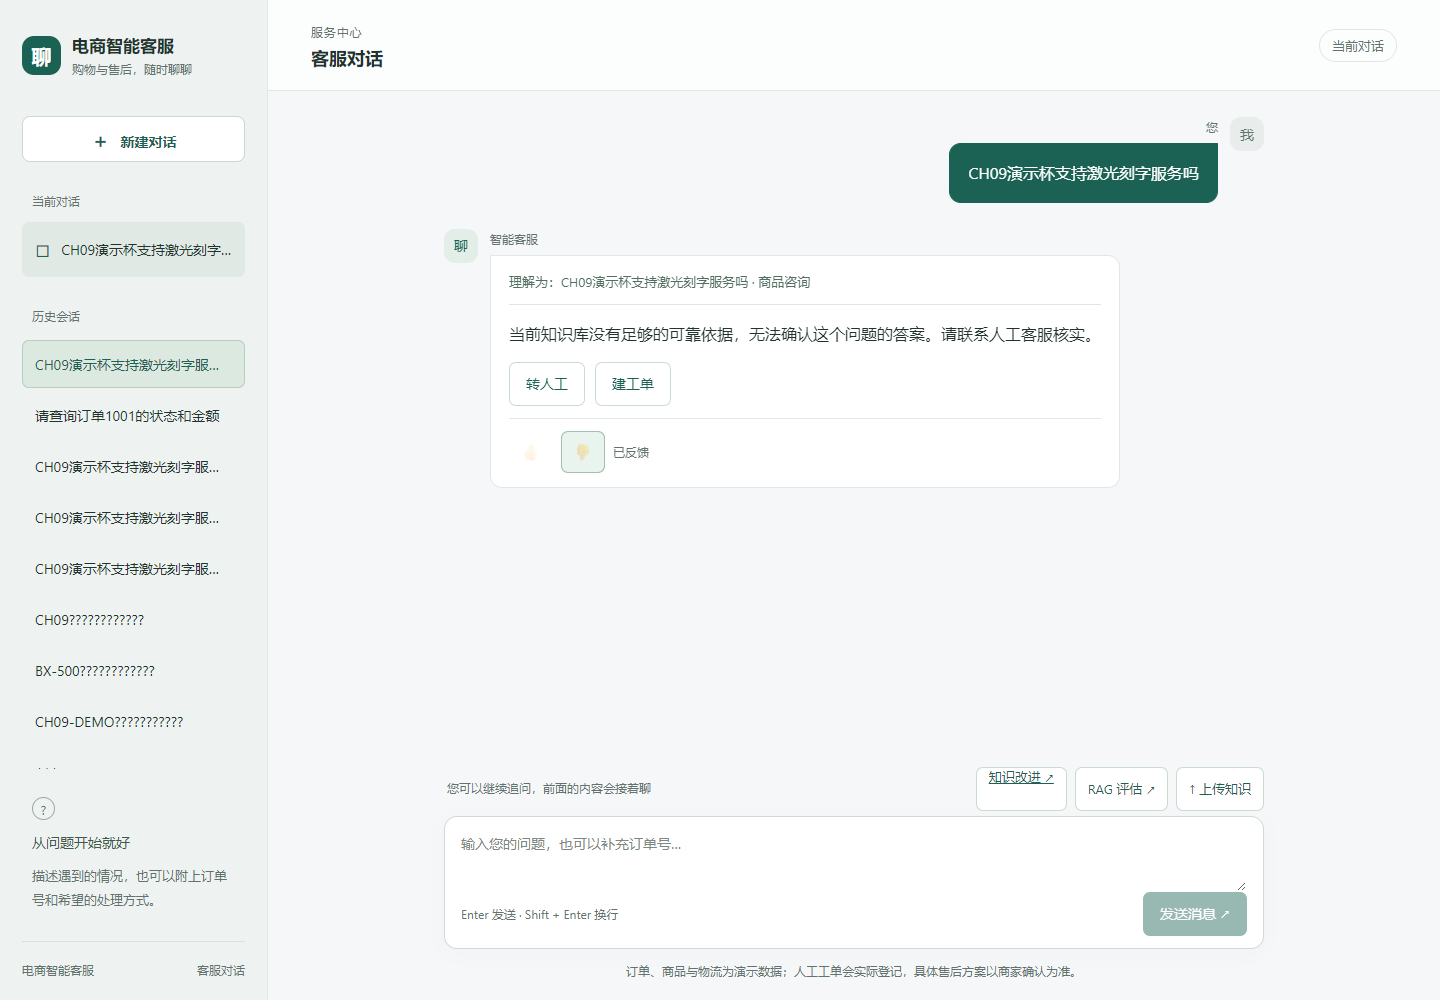 聊
电商智能客服
购物与售后，随时聊聊
+ 新建对话
当前对话
CH09演示杯支持激光刻字...
历史会话
CH09演示杯支持激光刻字服...
请查询订单1001的状态和金额
CH09演示杯支持激光刻字服...
CH09演示杯支持激光刻字服...
CH09演示杯支持激光刻字服...
CH09????????????
BX-500????????????
CH09-DEMO???????????
...
?
从问题开始就好
描述遇到的情况，也可以附上订单
号和希望的处理方式。
电商智能客服 客服对话
服务中心
客服对话
当前对话
您
我
CH09演示杯支持激光刻字服务吗
聊
智能客服
理解为：CH09演示杯支持激光刻字服务吗 · 商品咨询
当前知识库没有足够的可靠依据，无法确认这个问题的答案。请联系人工客服核实。
转人工 建工单
已反馈
您可以继续追问，前面的内容会接着聊
知识改进 ↗ RAG 评估 ↗ ↑ 上传知识
输入您的问题，也可以补充订单号...
Enter 发送 · Shift + Enter 换行
发送消息 ↗
订单、商品与物流为演示数据；人工工单会实际登记，具体售后方案以商家确认为准。